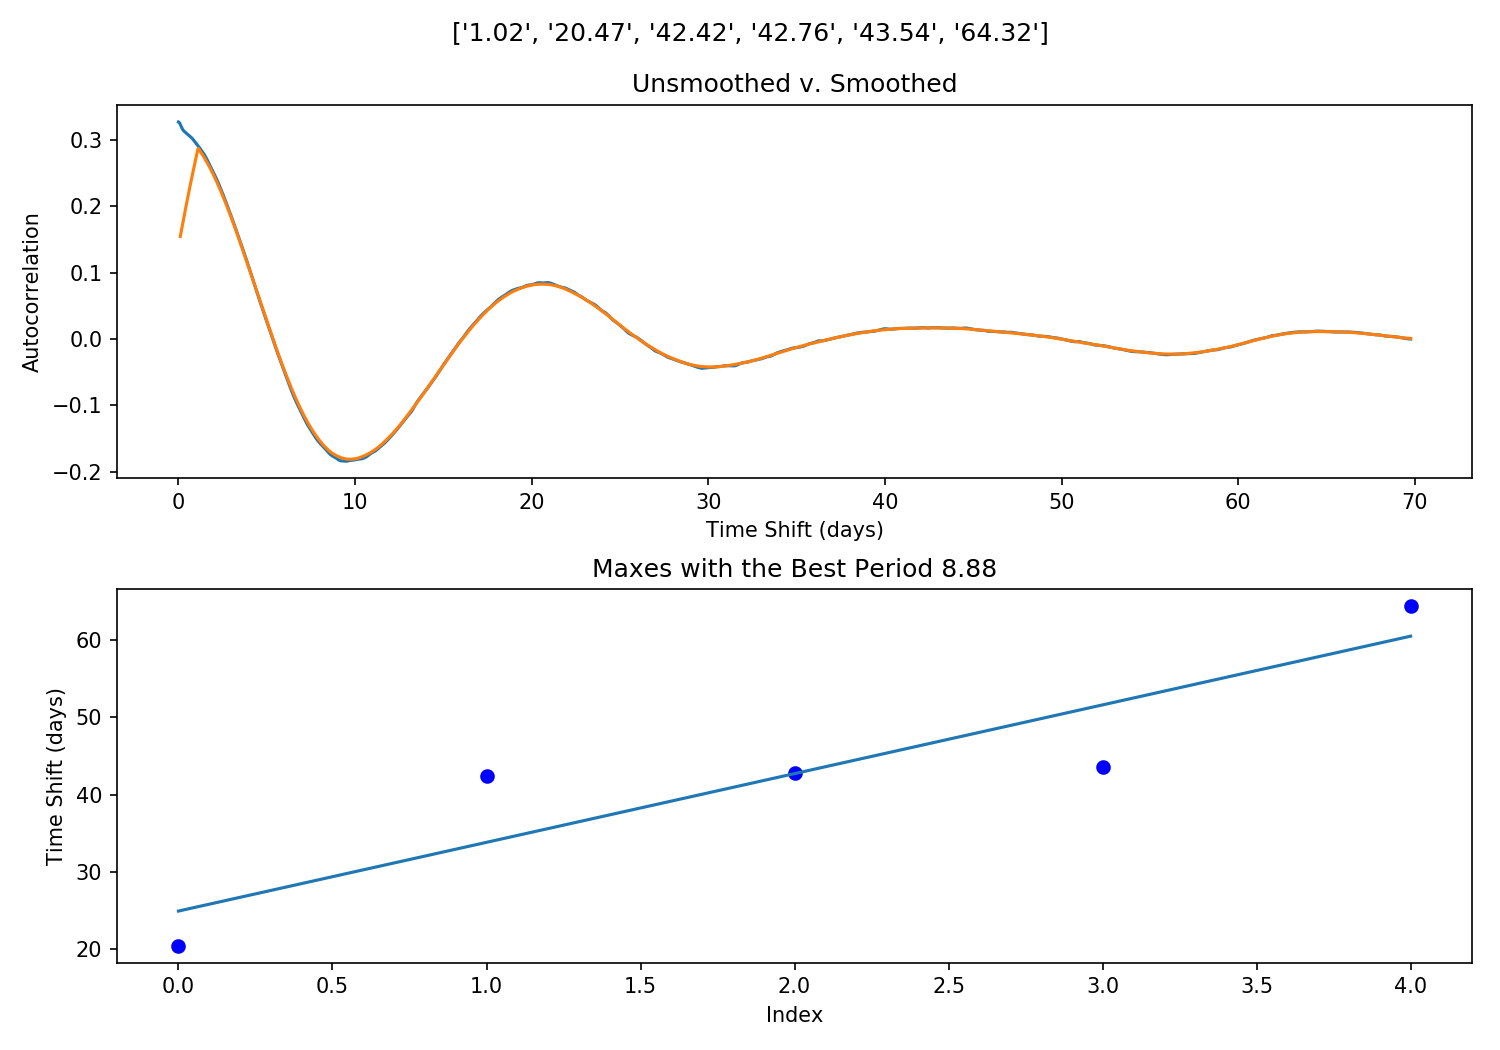 ['1.02', '20.47', '42.42', '42.76', '43.54', '64.32']
Unsmoothed v. Smoothed
Autocorrelation
0.3
0.2
0.1
0.0
−0.1
−0.2
0 10 20 30 40 50 60 70
Time Shift (days)
Maxes with the Best Period 8.88
Time Shift (days)
60
50
40
30
20
0.0 0.5 1.0 1.5 2.0 2.5 3.0 3.5 4.0
Index